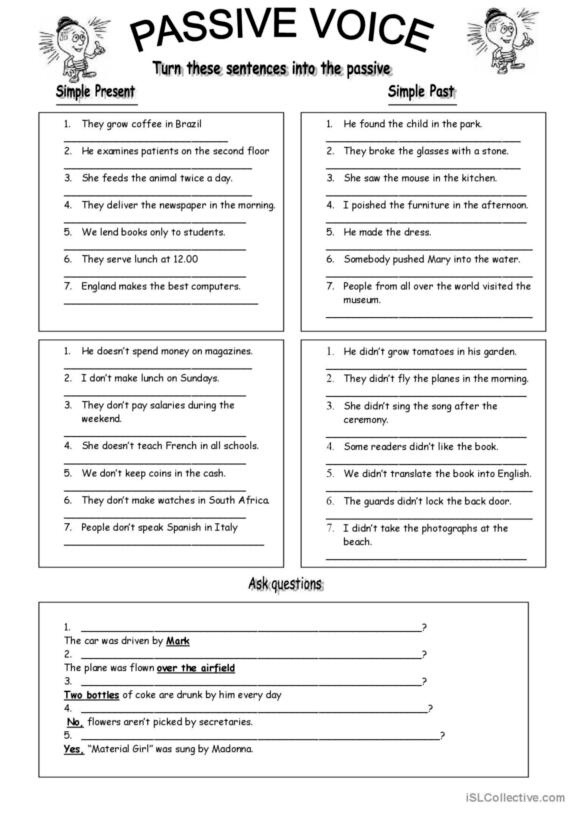 PASSIVE VOICE
Turn these sentences into the passive
Simple Present
1. They grow coffee in Brazil
2. He examines patients on the second floor
3. She feeds the animal twice a day.
4. They deliver the newspaper in the morning.
5. We lend books only to students.
6. They serve lunch at 12.00
7. England makes the best computers.
Simple Past
1. He found the child in the park.
2. They broke the glasses with a stone.
3. She saw the mouse in the kitchen.
4. I poished the furniture in the afternoon.
5. He made the dress.
6. Somebody pushed Mary into the water.
7. People from all over the world visited the
museum.
1. He doesn't spend money on magazines.
2. I don't make lunch on Sundays.
3. They don't pay salaries during the
weekend.
4. She doesn't teach French in all schools.
5. We don't keep coins in the cash.
6. They don't make watches in South Africa.
7. People don't speak Spanish in Italy
1. He didn't grow tomatoes in his garden.
2. They didn't fly the planes in the morning.
3. She didn't sing the song after the
ceremony.
4. Some readers didn't like the book.
5. We didn't translate the book into English.
6. The guards didn't lock the back door.
7. I didn't take the photographs at the
beach.
Ask questions
1. ?
The car was driven by Mark
2. ?
The plane was flown over the airfield
3. ?
Two bottles of coke are drunk by him every day
4. ?
No, flowers aren't picked by secretaries.
5. ?
Yes, "Material Girl" was sung by Madonna.
iSLCollective.com